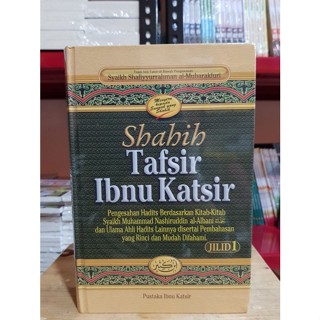 Syaikh Shafiyyurrahman al-Mubarakfuri
Shahih
Tafsir
Ibnu Katsir
Pengesahan Hadits Berdasarkan Kitab-Kitab
Syaikh Muhammad Nashiruddin al-Albani
dan Ulama Ahli Hadits Lainnya disertai Pembahasan
yang Rinci dan Mudah Difahami.
JILID 1
Pustaka Ibnu Katsir